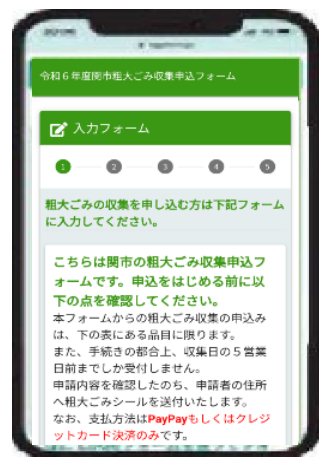 令和６年度関市粗大ごみ収集申込フォーム
入力フォーム
1 2 3 4 5
粗大ごみの収集を申し込む方は下記フォーム
に入力してください。
こちらは関市の粗大ごみ収集申込フ
ォームです。申込をはじめる前に以
下の点を確認してください。
本フォームからの粗大ごみ収集の申込み
は、下の表にある品目に限ります。
また、手続きの都合上、収集日の５営業
日前までしか受付しません。
申請内容を確認したのち、申請者の住所
へ粗大ごみシールを送付いたします。
なお、支払方法はPayPayもしくはクレジ
ットカード決済のみです。